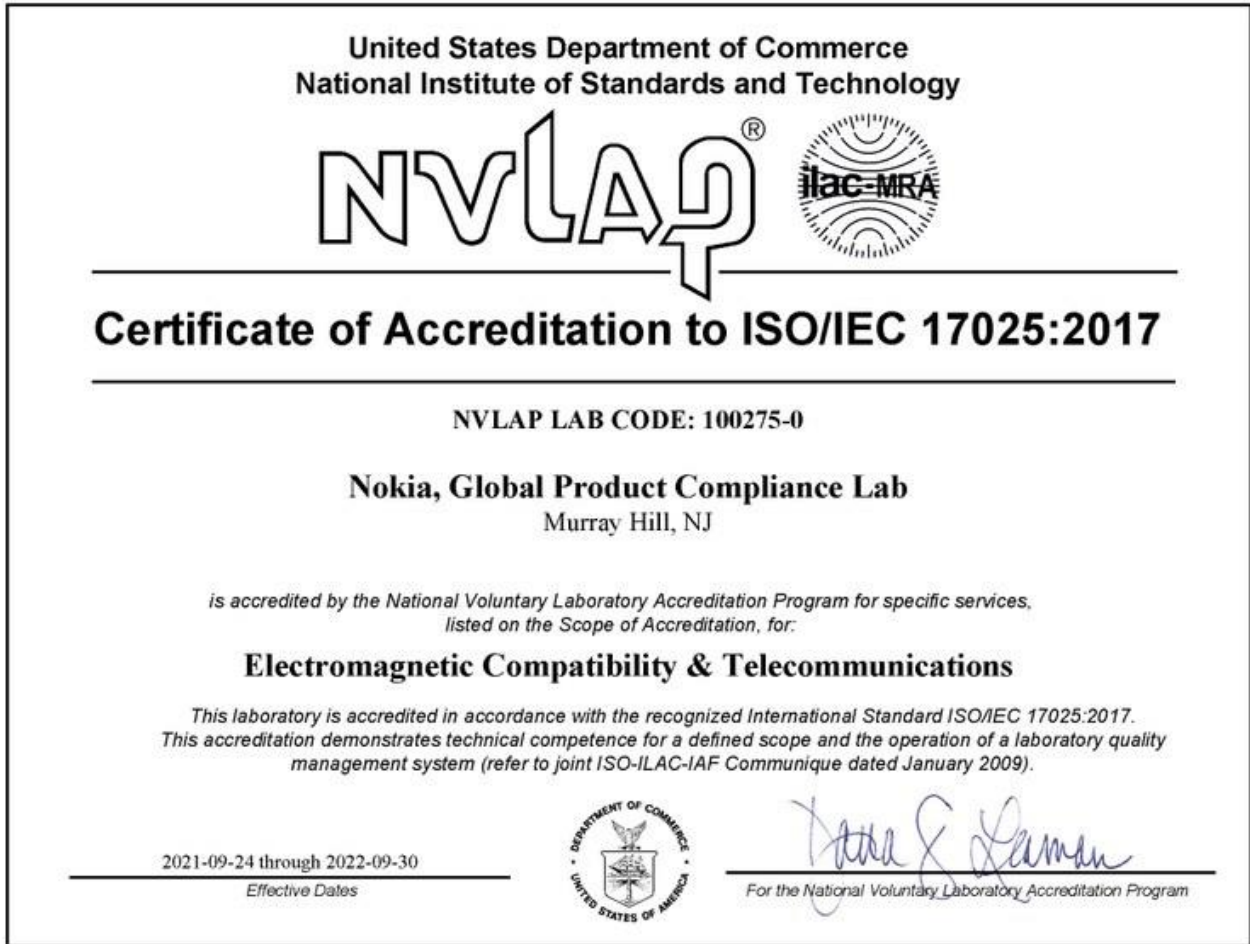 United States Department of Commerce
National Institute of Standards and Technology
NVLAP®
ilac-MRA
Certificate of Accreditation to ISO/IEC 17025:2017
NVLAP LAB CODE: 100275-0
Nokia, Global Product Compliance Lab
Murray Hill, NJ
is accredited by the National Voluntary Laboratory Accreditation Program for specific services,
listed on the Scope of Accreditation, for:
Electromagnetic Compatibility & Telecommunications
This laboratory is accredited in accordance with the recognized International Standard ISO/IEC 17025:2017.
This accreditation demonstrates technical competence for a defined scope and the operation of a laboratory quality
management system (refer to joint ISO-ILAC-IAF Communique dated January 2009).
2021-09-24 through 2022-09-30
Effective Dates
DEPARTMENT OF COMMERCE
UNITED STATES OF AMERICA
Dana S. Leaman
For the National Voluntary Laboratory Accreditation Program